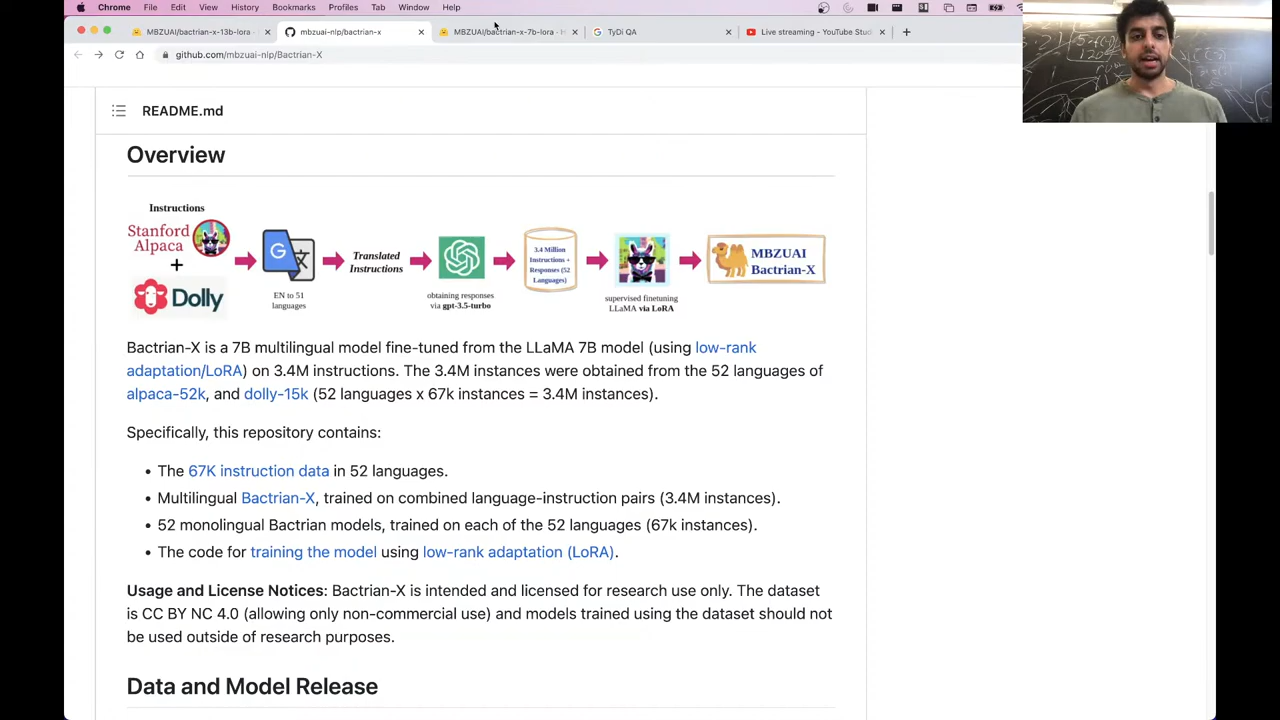 Chrome File Edit View History Bookmarks Profiles Tab Window Help
MBZUAI/bactrian-x-13b-lora · mbzuai-nlp/bactrian-x MBZUAI/bactrian-x-7b-lora · H TyDi QA Live streaming - YouTube Studi
github.com/mbzuai-nlp/Bactrian-X
README.md
Overview
Instructions
Stanford
Alpaca
+
Dolly
G
EN to 51
languages
Translated
Instructions
obtaining responses
via gpt-3.5-turbo
3.4 Million
Instructions +
Responses (52
Languages)
supervised finetuning
LLaMA via LoRA
MBZUAI
Bactrian-X
Bactrian-X is a 7B multilingual model fine-tuned from the LLaMA 7B model (using low-rank
adaptation/LoRA) on 3.4M instructions. The 3.4M instances were obtained from the 52 languages of
alpaca-52k, and dolly-15k (52 languages x 67k instances = 3.4M instances).
Specifically, this repository contains:
• The 67K instruction data in 52 languages.
• Multilingual Bactrian-X, trained on combined language-instruction pairs (3.4M instances).
• 52 monolingual Bactrian models, trained on each of the 52 languages (67k instances).
• The code for training the model using low-rank adaptation (LoRA).
Usage and License Notices: Bactrian-X is intended and licensed for research use only. The dataset
is CC BY NC 4.0 (allowing only non-commercial use) and models trained using the dataset should not
be used outside of research purposes.
Data and Model Release